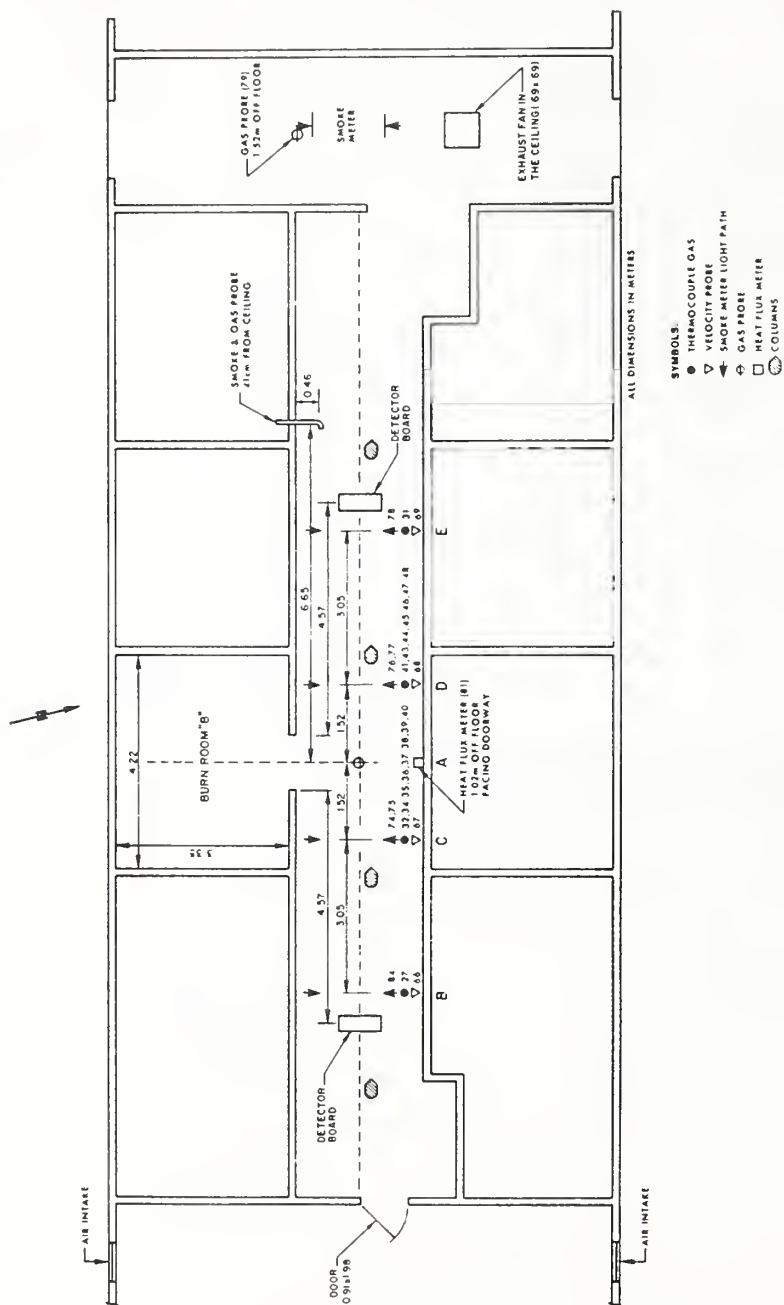 AIR INTAKE
DOOR
0.91x1.98
AIR INTAKE
DETECTOR
BOARD
BURN ROOM "B"
4.22
4.57
3.05
1.52
1.52
3.05
4.57
6.65
0.46
SMOKE & GAS PROBE
21cm FROM CEILING
DETECTOR
BOARD
84
27
66
B
74,75
32,34 35,36,37 38,39,40
67
C
HEAT FLUX METER (81)
1.02m OFF FLOOR
FACING DOORWAY
A
76,77
41,43,44,45 46,47,48
68
D
78
31
69
E
GAS PROBE (79)
1.52m OFF FLOOR
SMOKE
METER
EXHAUST FAN IN
THE CEILING (.69x.69)
ALL DIMENSIONS IN METERS
SYMBOLS:
THERMOCOUPLE GAS
VELOCITY PROBE
SMOKE METER LIGHT PATH
GAS PROBE
HEAT FLUX METER
COLUMNS